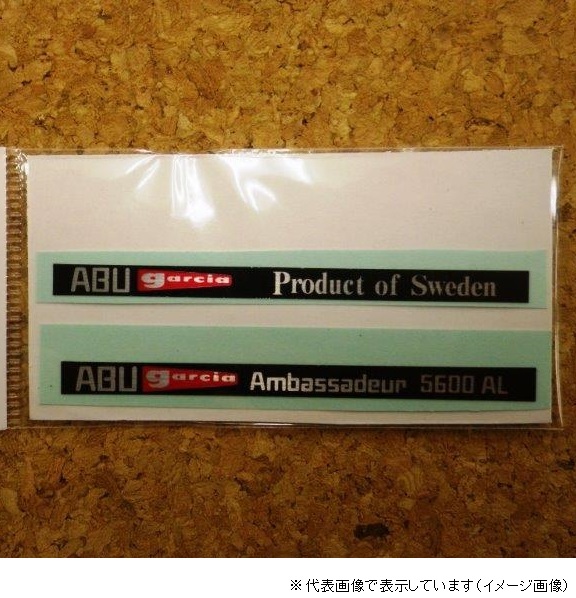 ABU garcia Product of Sweden
ABU garcia Ambassadeur 5600 AL
※代表画像で表示しています(イメージ画像)